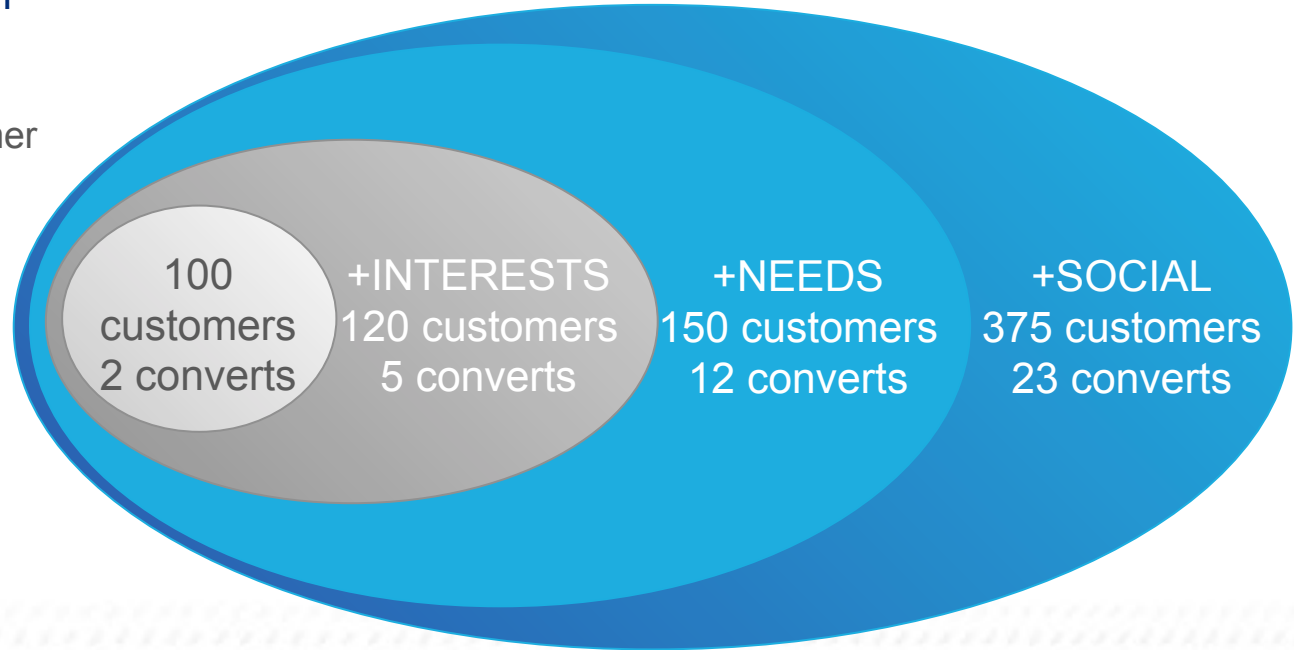 100
customers
2 converts
+INTERESTS
120 customers
5 converts
+NEEDS
150 customers
12 converts
+SOCIAL
375 customers
23 converts